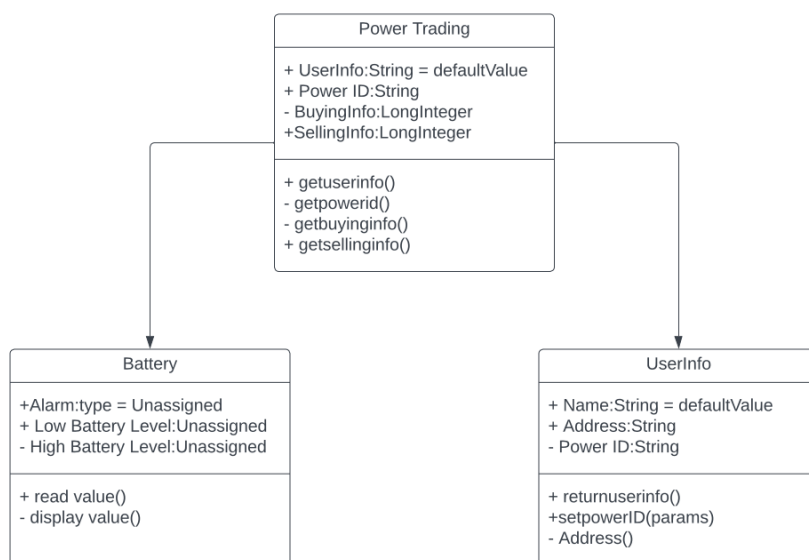 Power Trading
+ UserInfo:String = defaultValue
+ Power ID:String
- BuyingInfo:LongInteger
+SellingInfo:LongInteger
+ getuserinfo()
- getpowerid()
- getbuyinginfo()
+ getsellinginfo()
Battery
+Alarm:type = Unassigned
+ Low Battery Level:Unassigned
- High Battery Level:Unassigned
+ read value()
- display value()
UserInfo
+ Name:String = defaultValue
+ Address:String
- Power ID:String
+ returnuserinfo()
+setpowerID(params)
- Address()